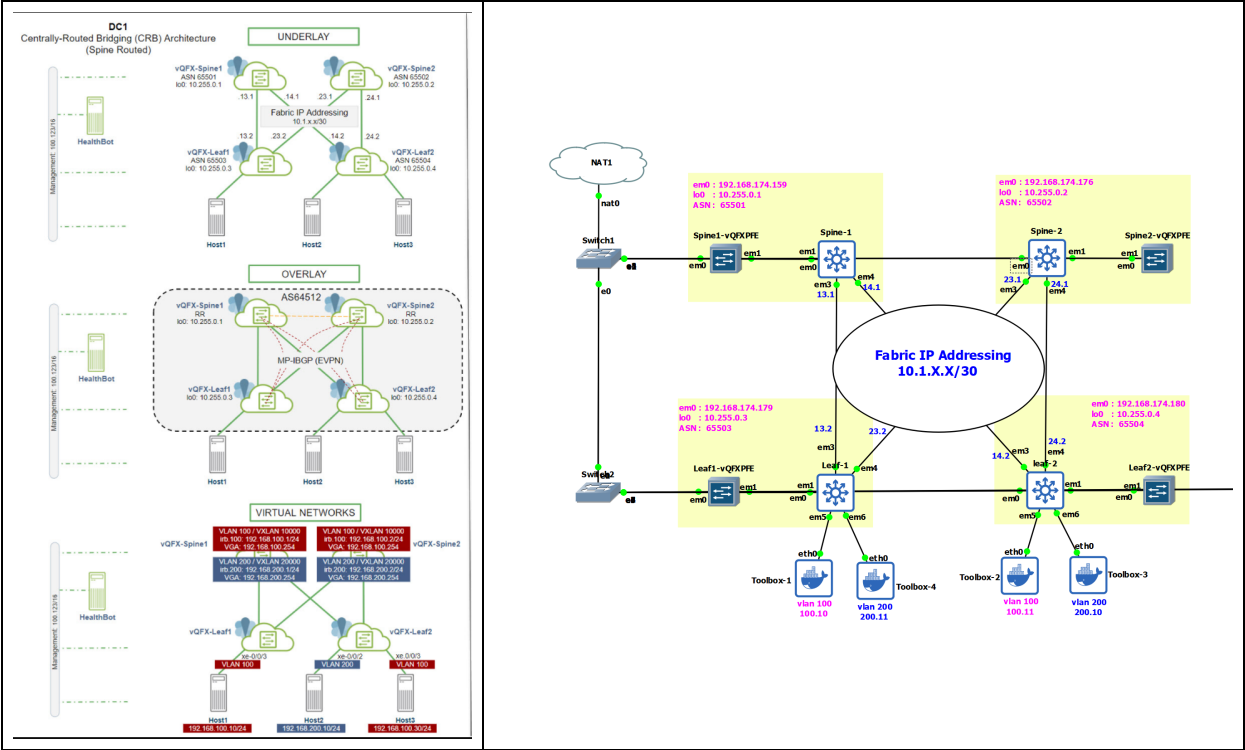 DC1
Centrally-Routed Bridging (CRB) Architecture
(Spine Routed)
UNDERLAY
vQFX-Spine1
ASN 65501
lo0: 10.255.0.1
vQFX-Spine2
ASN 65502
lo0: 10.255.0.2
.13.1
14.1
.23.1
.24.1
Fabric IP Addressing
10.1.x.x/30
Management: 100.123/16
HealthBot
13.2
.23.2
14.2
24.2
vQFX-Leaf1
ASN 65503
lo0: 10.255.0.3
vQFX-Leaf2
ASN 65504
lo0: 10.255.0.4
Host1
Host2
Host3
OVERLAY
AS64512
vQFX-Spine1
RR
lo0: 10.255.0.1
vQFX-Spine2
RR
lo0: 10.255.0.2
Management: 100.123/16
HealthBot
MP-IBGP (EVPN)
vQFX-Leaf1
lo0: 10.255.0.3
vQFX-Leaf2
lo0: 10.255.0.4
Host1
Host2
Host3
VIRTUAL NETWORKS
vQFX-Spine1
VLAN 100 / VXLAN 10000
irb.100: 192.168.100.1/24
VGA: 192.168.100.254
VLAN 100 / VXLAN 10000
irb.100: 192.168.100.2/24
VGA: 192.168.100.254
vQFX-Spine2
VLAN 200 / VXLAN 20000
irb.200: 192.168.200.1/24
VGA: 192.168.200.254
VLAN 200 / VXLAN 20000
irb.200: 192.168.200.2/24
VGA: 192.168.200.254
Management: 100.123/16
HealthBot
vQFX-Leaf1
vQFX-Leaf2
xe-0/0/3
xe-0/0/2
xe.0/0/3
VLAN 100
VLAN 200
VLAN 100
Host1
Host2
Host3
192.168.100.10/24
192.168.200.10/24
192.168.100.30/24
NAT1
nat0
Switch1
e0
em0 : 192.168.174.159
lo0 : 10.255.0.1
ASN: 65501
Spine1-vQFXPFE
em0
em1
Spine-1
em1
em0
em3
em4
13.1
14.1
em0 : 192.168.174.176
lo0 : 10.255.0.2
ASN: 65502
Spine-2
Spine2-vQFXPFE
em0
em1
em0
23.1
em3
24.1
em4
Fabric IP Addressing
10.1.X.X/30
Switch2
em0 : 192.168.174.179
lo0 : 10.255.0.3
ASN: 65503
13.2
23.2
em3
em4
Leaf1-vQFXPFE
em0
em1
Leaf-1
em1
em0
em5
em6
em0 : 192.168.174.180
lo0 : 10.255.0.4
ASN: 65504
24.2
14.2
em3
em4
leaf-2
Leaf2-vQFXPFE
em0
em1
em0
em5
em6
eth0
eth0
Toolbox-1
Toolbox-4
vlan 100
100.10
vlan 200
200.11
eth0
eth0
Toolbox-2
Toolbox-3
vlan 100
100.11
vlan 200
200.10